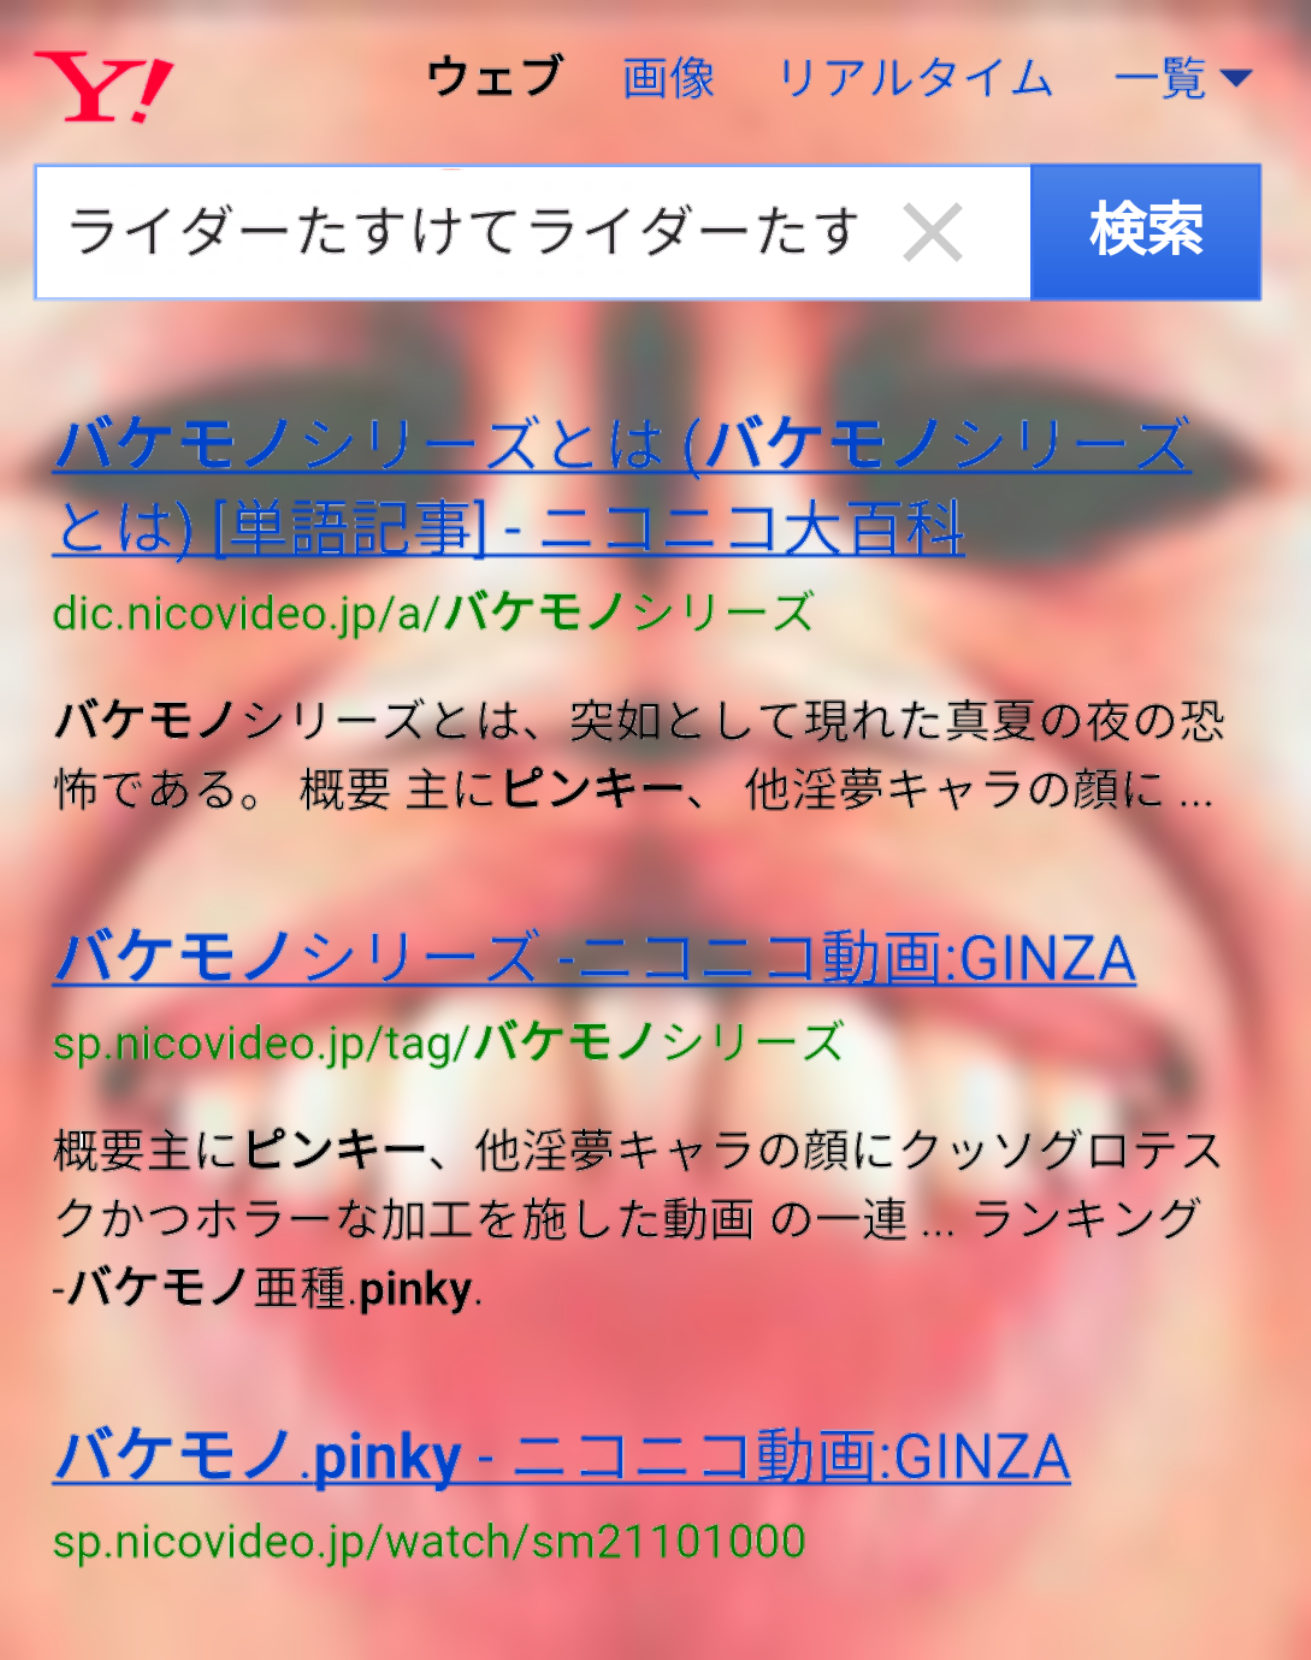 Y!
ウェブ 画像 リアルタイム 一覧
ライダーたすけてライダーたす
検索
バケモノシリーズとは (バケモノシリーズ
とは) [単語記事] - ニコニコ大百科
dic.nicovideo.jp/a/バケモノシリーズ
バケモノシリーズとは、突如として現れた真夏の夜の恐
怖である。 概要 主にピンキー、 他淫夢キャラの顔に ...
バケモノシリーズ -ニコニコ動画:GINZA
sp.nicovideo.jp/tag/バケモノシリーズ
概要主にピンキー、他淫夢キャラの顔にクッソグロテス
クかつホラーな加工を施した動画 の一連 ... ランキング
-バケモノ亜種.pinky.
バケモノ.pinky - ニコニコ動画:GINZA
sp.nicovideo.jp/watch/sm21101000